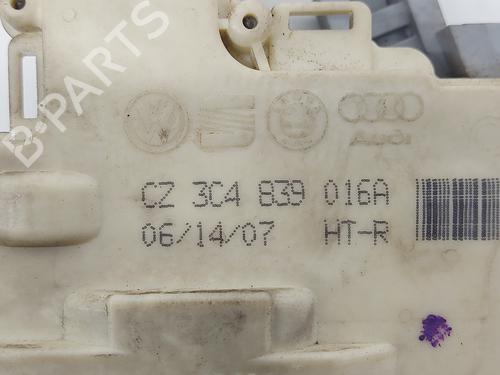 B-PARTS
Audi
CZ 3C4 839 016A
06/14/07 HT-R